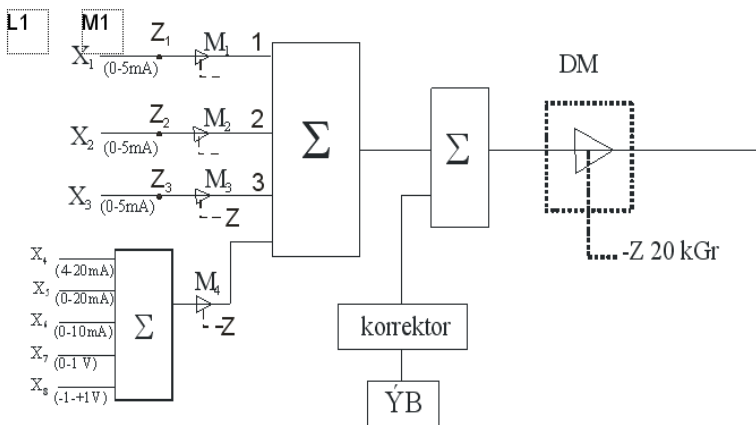 L1 M1
X₁ (0-5mA) Z₁ M₁ 1
DM
X₂ (0-5mA) Z₂ M₂ 2
Σ
Σ
X₃ (0-5mA) Z₃ M₃ 3
-Z
-Z 20 kGr
X₄ (4-20mA)
X₅ (0-20mA)
M₄
X₆ (0-10mA)
Σ
-Z
korrektor
X₇ (0-1 V)
X₈ (-1-+1V)
ÝB